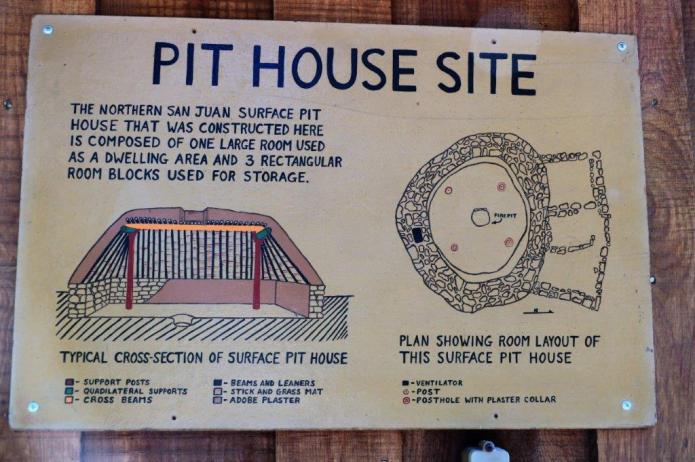 PIT HOUSE SITE
THE NORTHERN SAN JUAN SURFACE PIT
HOUSE THAT WAS CONSTRUCTED HERE
IS COMPOSED OF ONE LARGE ROOM USED
AS A DWELLING AREA AND 3 RECTANGULAR
ROOM BLOCKS USED FOR STORAGE.
FIREPIT
N
TYPICAL CROSS-SECTION OF SURFACE PIT HOUSE
- SUPPORT POSTS
- QUADILATERAL SUPPORTS
- CROSS BEAMS
- BEAMS AND LEANERS
- STICK AND GRASS MAT
- ADOBE PLASTER
PLAN SHOWING ROOM LAYOUT OF
THIS SURFACE PIT HOUSE
- VENTILATOR
- POST
- POSTHOLE WITH PLASTER COLLAR